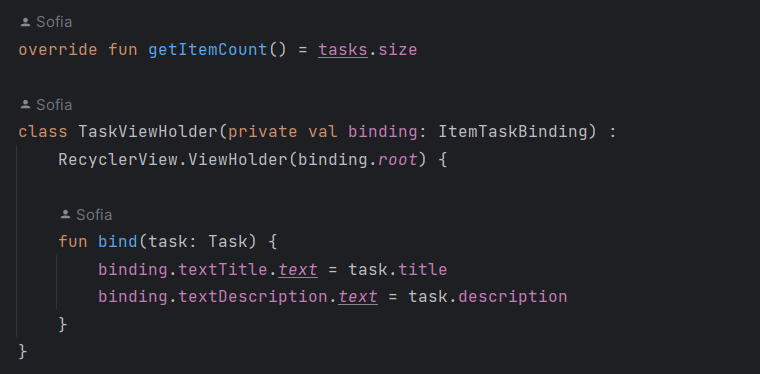 Sofia
override fun getItemCount() = tasks.size
Sofia
class TaskViewHolder(private val binding: ItemTaskBinding) :
RecyclerView.ViewHolder(binding.root) {
Sofia
fun bind(task: Task) {
binding.textTitle.text = task.title
binding.textDescription.text = task.description
}
}